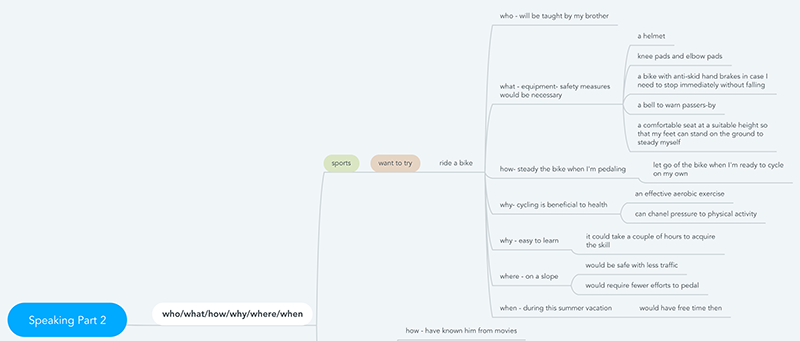 who - will be taught by my brother
a helmet
knee pads and elbow pads
what - equipment- safety measures
would be necessary
a bike with anti-skid hand brakes in case I
need to stop immediately without falling
a bell to warn passers-by
a comfortable seat at a suitable height so
that my feet can stand on the ground to
steady myself
sports
want to try
ride a bike
how- steady the bike when I'm pedaling
let go of the bike when I'm ready to cycle
on my own
why- cycling is beneficial to health
an effective aerobic exercise
can chanel pressure to physical activity
why - easy to learn
it could take a couple of hours to acquire
the skill
where - on a slope
would be safe with less traffic
would require fewer efforts to pedal
when - during this summer vacation
would have free time then
Speaking Part 2
who/what/how/why/where/when
how - have known him from movies